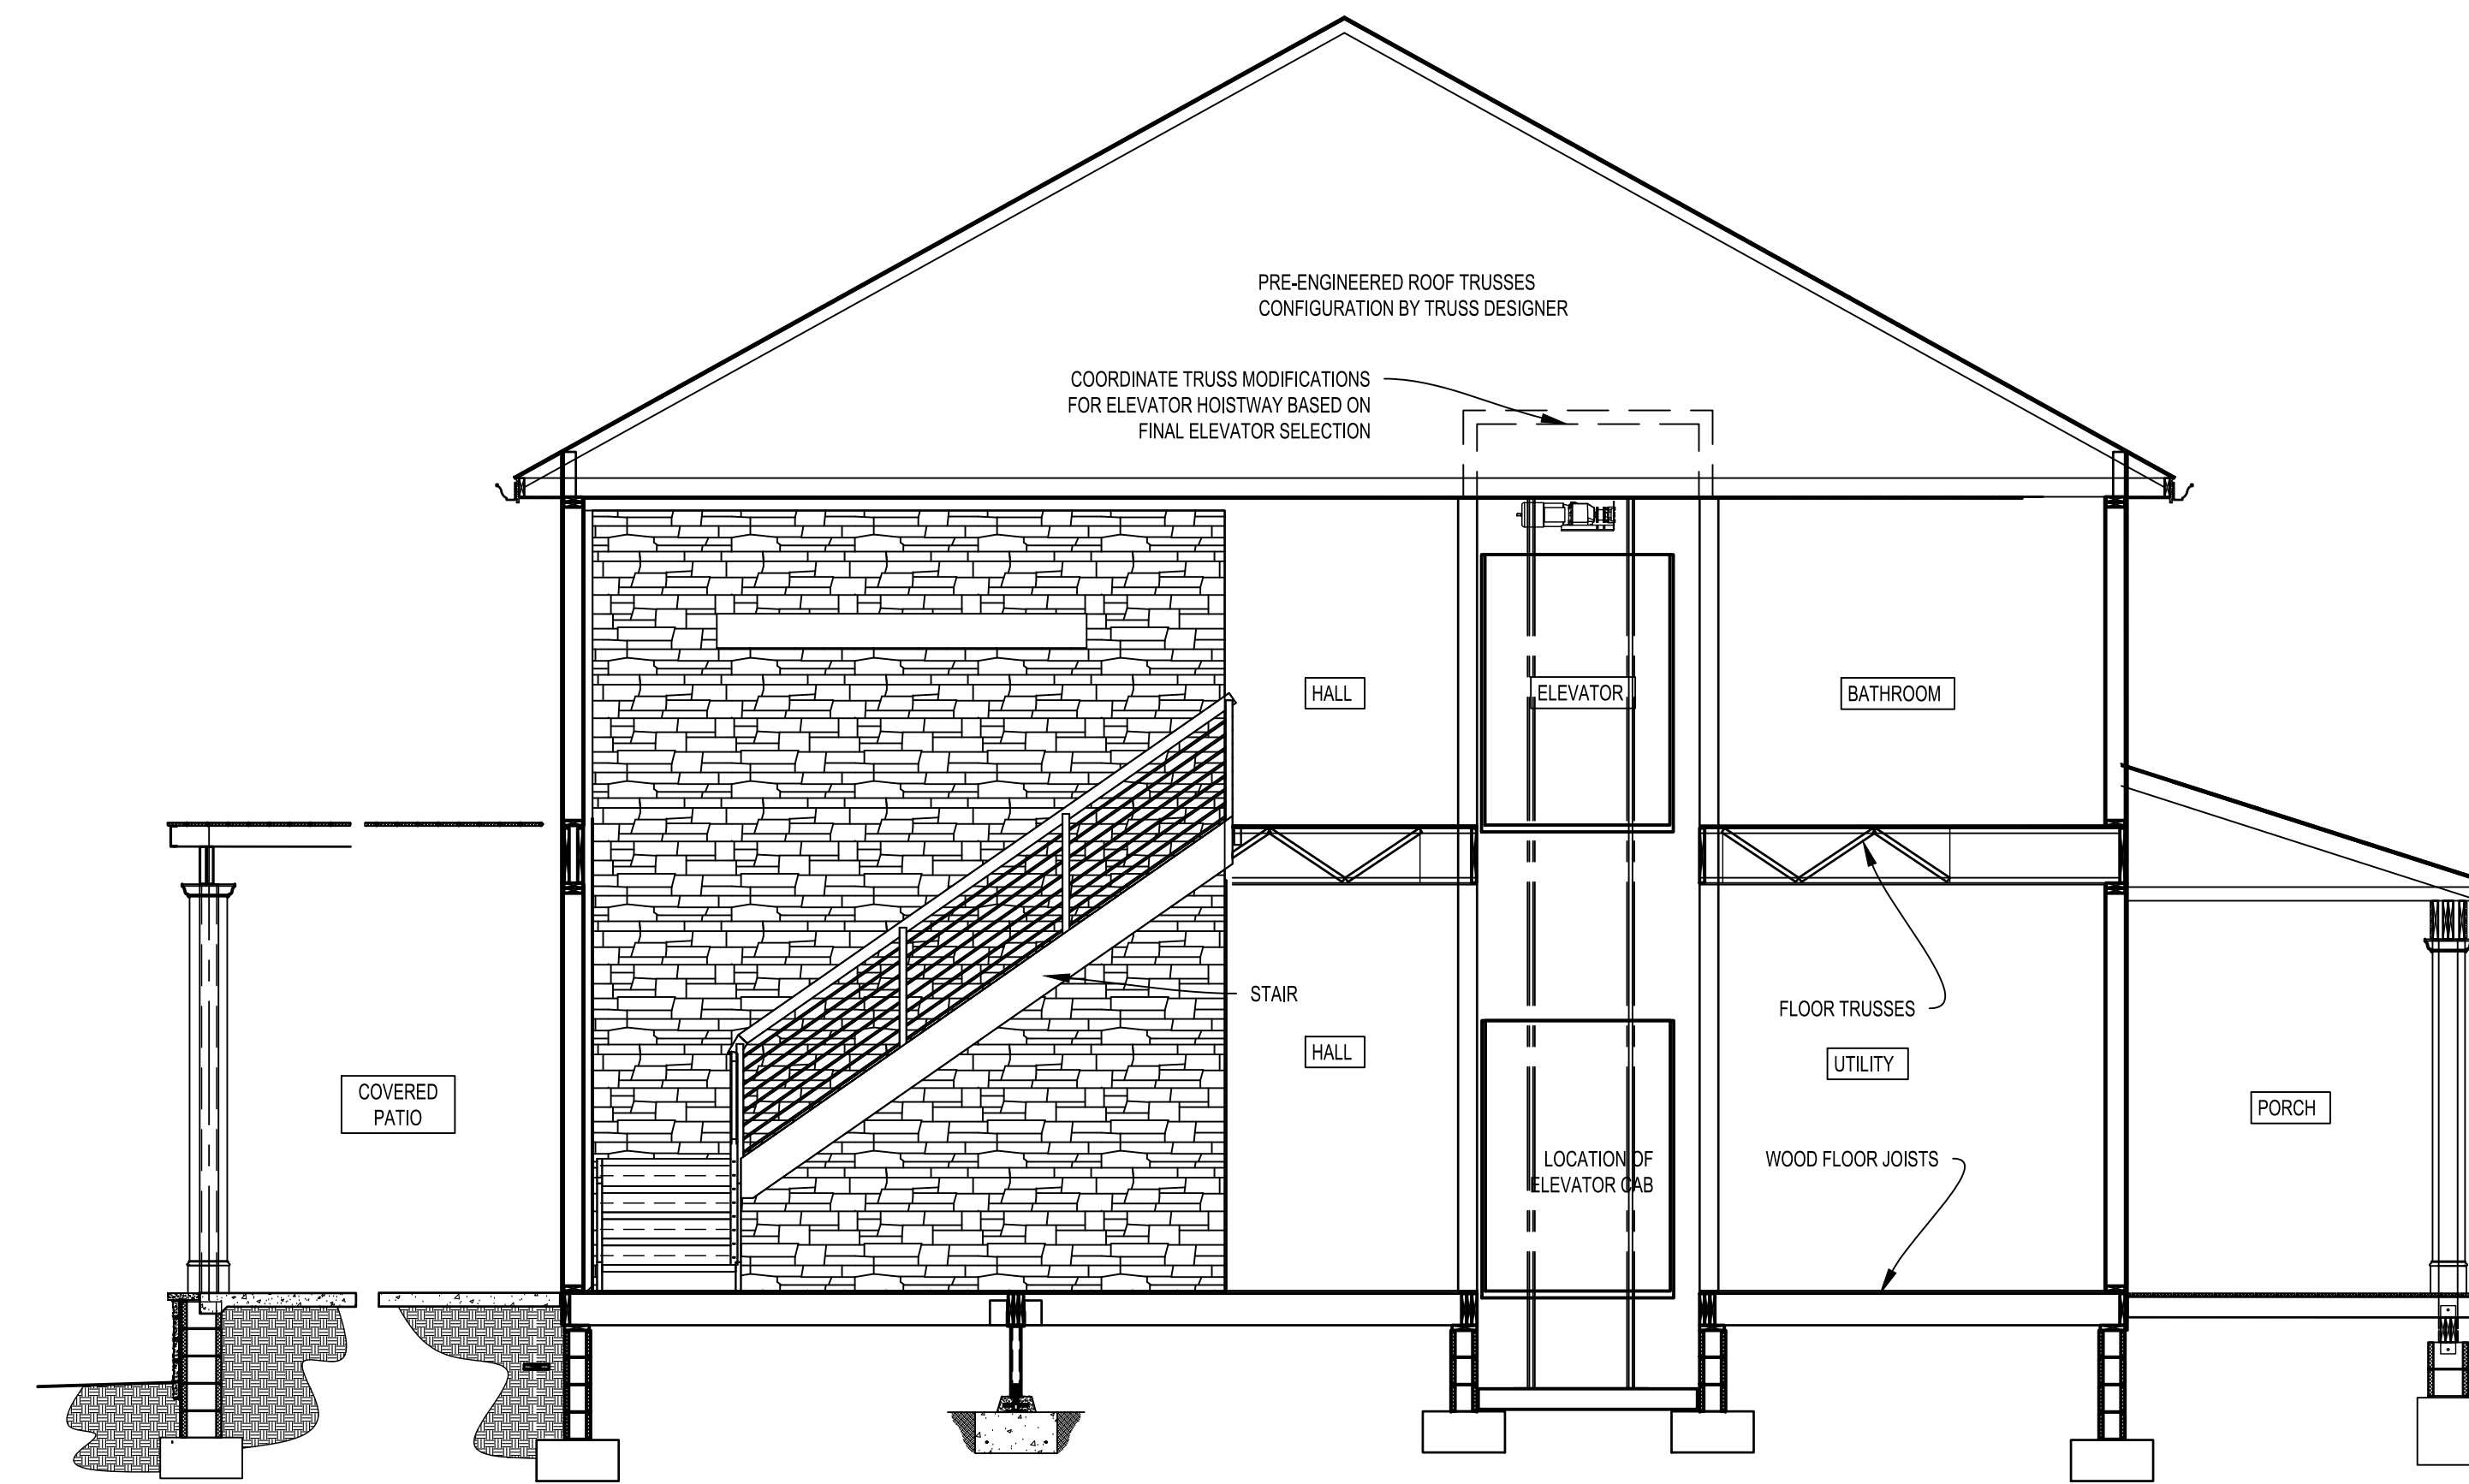 PRE-ENGINEERED ROOF TRUSSES
CONFIGURATION BY TRUSS DESIGNER
COORDINATE TRUSS MODIFICATIONS
FOR ELEVATOR HOISTWAY BASED ON
FINAL ELEVATOR SELECTION
HALL
ELEVATOR
BATHROOM
STAIR
FLOOR TRUSSES
HALL
UTILITY
COVERED
PATIO
PORCH
LOCATION OF
ELEVATOR CAB
WOOD FLOOR JOISTS